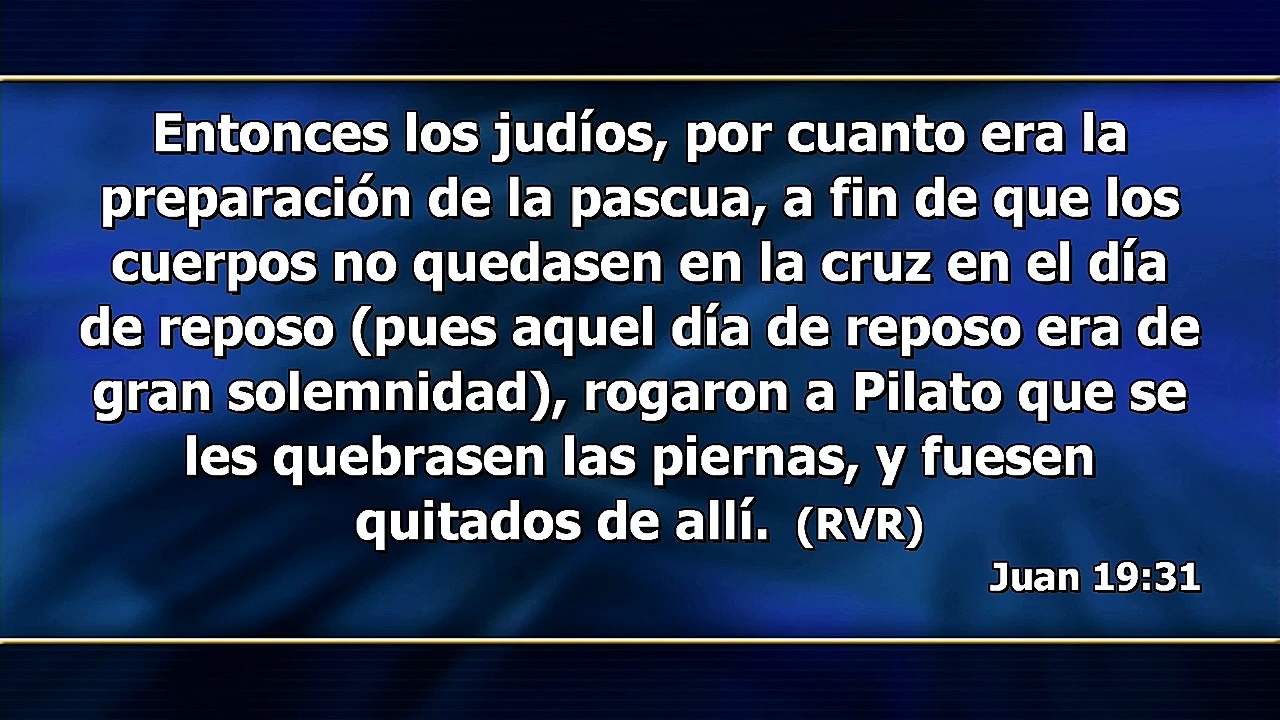 Entonces los judíos, por cuanto era la
preparación de la pascua, a fin de que los
cuerpos no quedasen en la cruz en el día
de reposo (pues aquel día de reposo era de
gran solemnidad), rogaron a Pilato que se
les quebrasen las piernas, y fuesen
quitados de allí. (RVR)
Juan 19:31